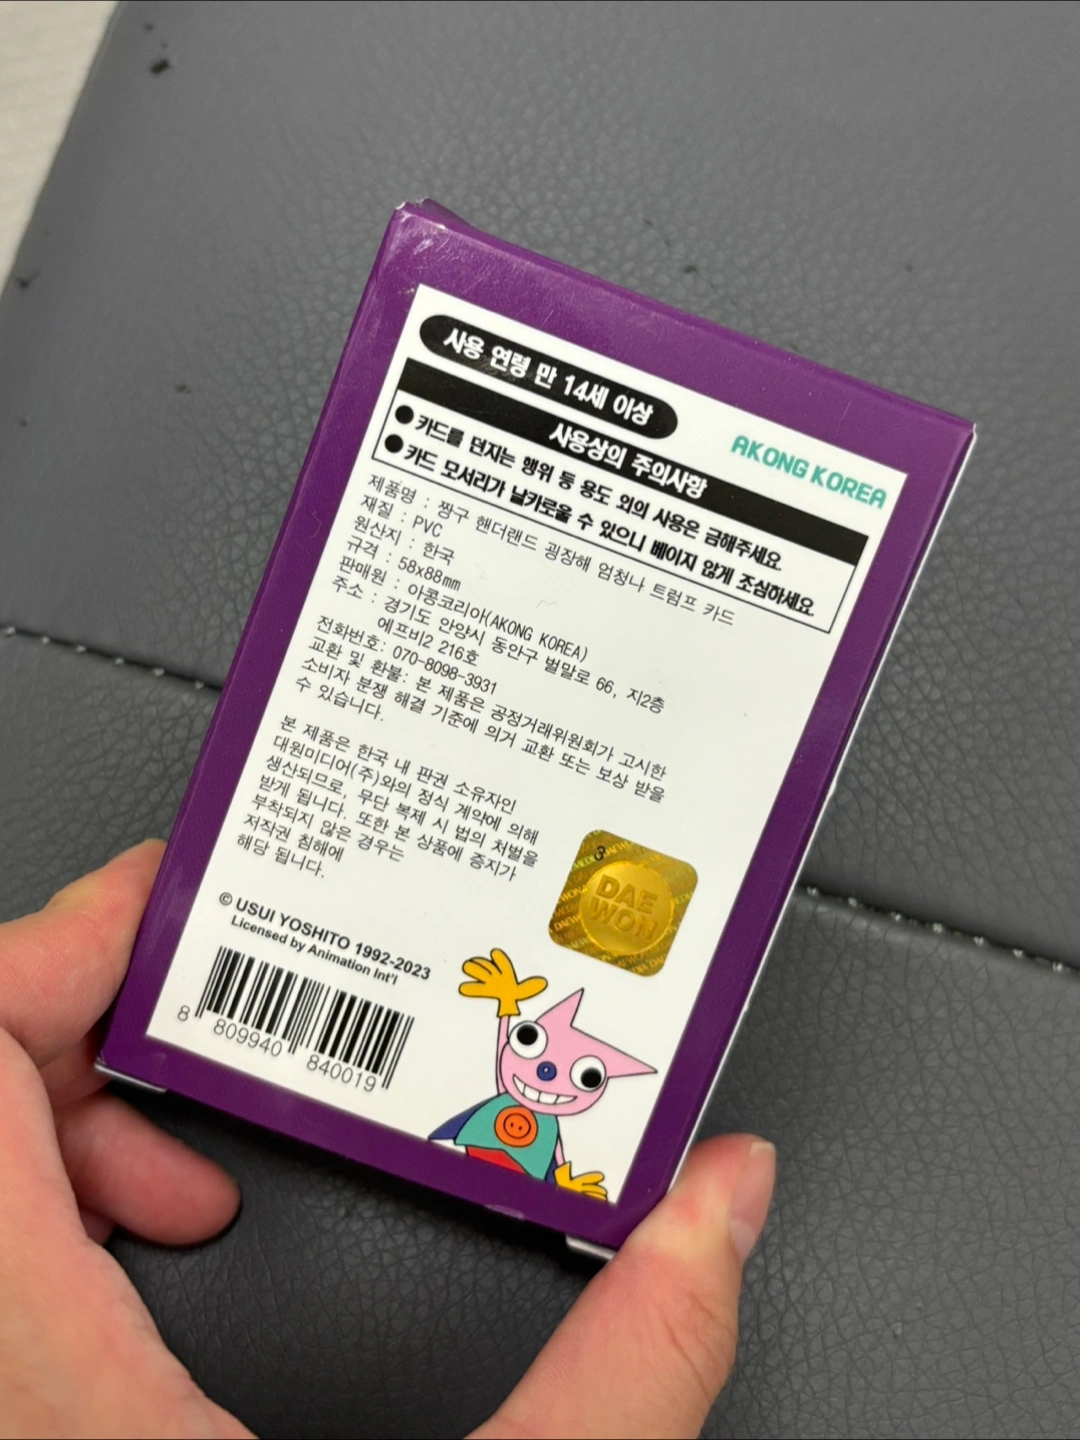 사용 연령 만 14세 이상
AKONG KOREA
사용상의 주의사항
● 카드를 던지는 행위 등 용도 외의 사용은 금해주세요.
● 카드 모서리가 날카로울 수 있으니 베이지 않게 조심하세요.
제품명 : 짱구 핸더랜드 굉장해 엄청나 트럼프 카드
재질 : PVC
원산지 : 한국
규격 : 58x88mm
판매원 : 아콩코리아(AKONG KOREA)
주소 : 경기도 안양시 동안구 벌말로 66, 지2층
에프비2 216호
전화번호: 070-8098-3931
교환 및 환불: 본 제품은 공정거래위원회가 고시한
소비자 분쟁 해결 기준에 의거 교환 또는 보상 받을
수 있습니다.
본 제품은 한국 내 판권 소유자인
대원미디어(주)와의 정식 계약에 의해
생산되므로, 무단 복제 시 법의 처벌을
받게 됩니다. 또한 본 상품에 증지가
부착되지 않은 경우는
저작권 침해에
해당 됩니다.
DAE
WON
© USUI YOSHITO 1992-2023
Licensed by Animation Int'l
8 809940 840019